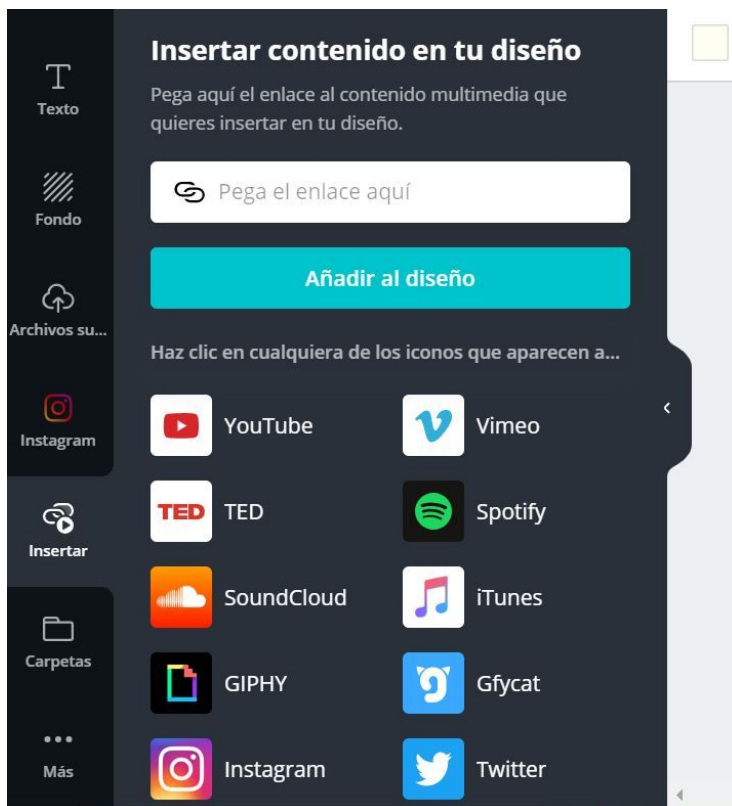 Texto
Fondo
Archivos su...
Instagram
Insertar
Carpetas
Más
Insertar contenido en tu diseño
Pega aquí el enlace al contenido multimedia que
quieres insertar en tu diseño.
Pega el enlace aquí
Añadir al diseño
Haz clic en cualquiera de los iconos que aparecen a...
YouTube
Vimeo
TED TED
Spotify
SoundCloud
iTunes
GIPHY
Gfycat
Instagram
Twitter